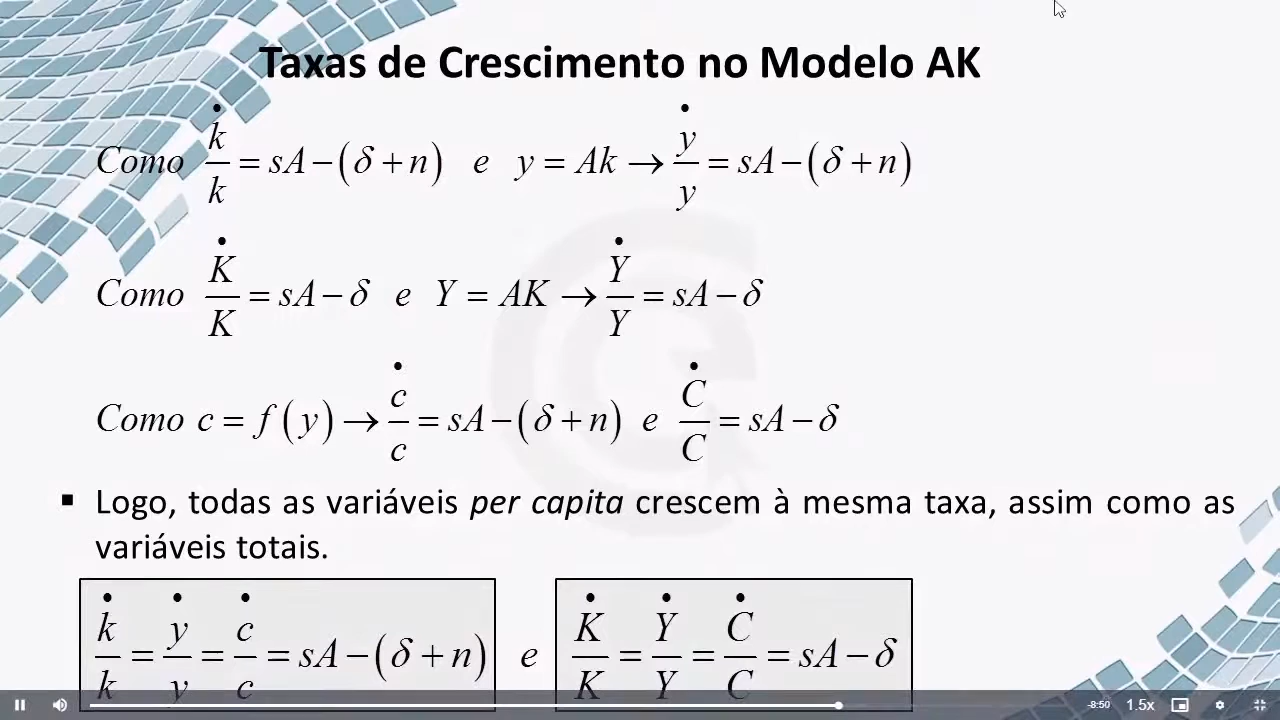 Taxas de Crescimento no Modelo AK
Como k̇/k = sA − (δ + n) e y = Ak → ẏ/y = sA − (δ + n)
Como K̇/K = sA − δ e Y = AK → Ẏ/Y = sA − δ
Como c = f(y) → ċ/c = sA − (δ + n) e Ċ/C = sA − δ
▪ Logo, todas as variáveis per capita crescem à mesma taxa, assim como as
variáveis totais.
k̇/k = ẏ/y = ċ/c = sA − (δ + n) e K̇/K = Ẏ/Y = Ċ/C = sA − δ
-8:50 1.5x